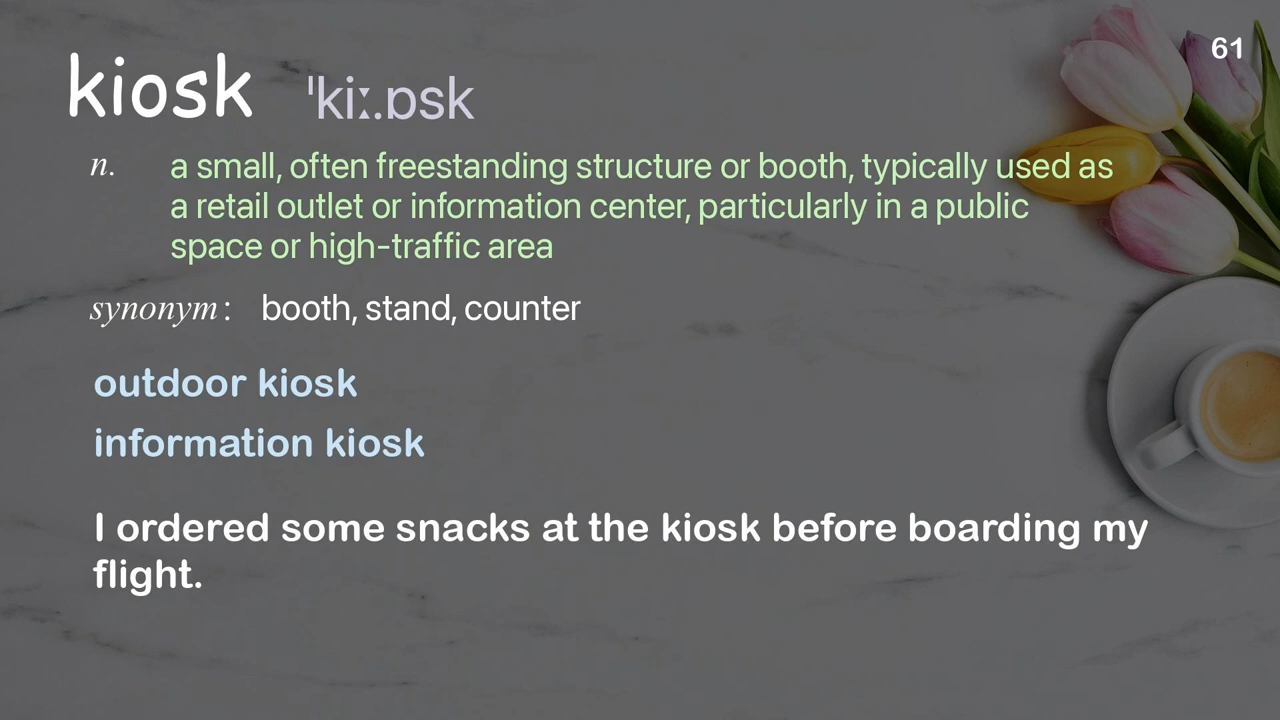 61
kiosk ˈkiː.ɒsk
n. a small, often freestanding structure or booth, typically used as
a retail outlet or information center, particularly in a public
space or high-traffic area
synonym: booth, stand, counter
outdoor kiosk
information kiosk
I ordered some snacks at the kiosk before boarding my
flight.